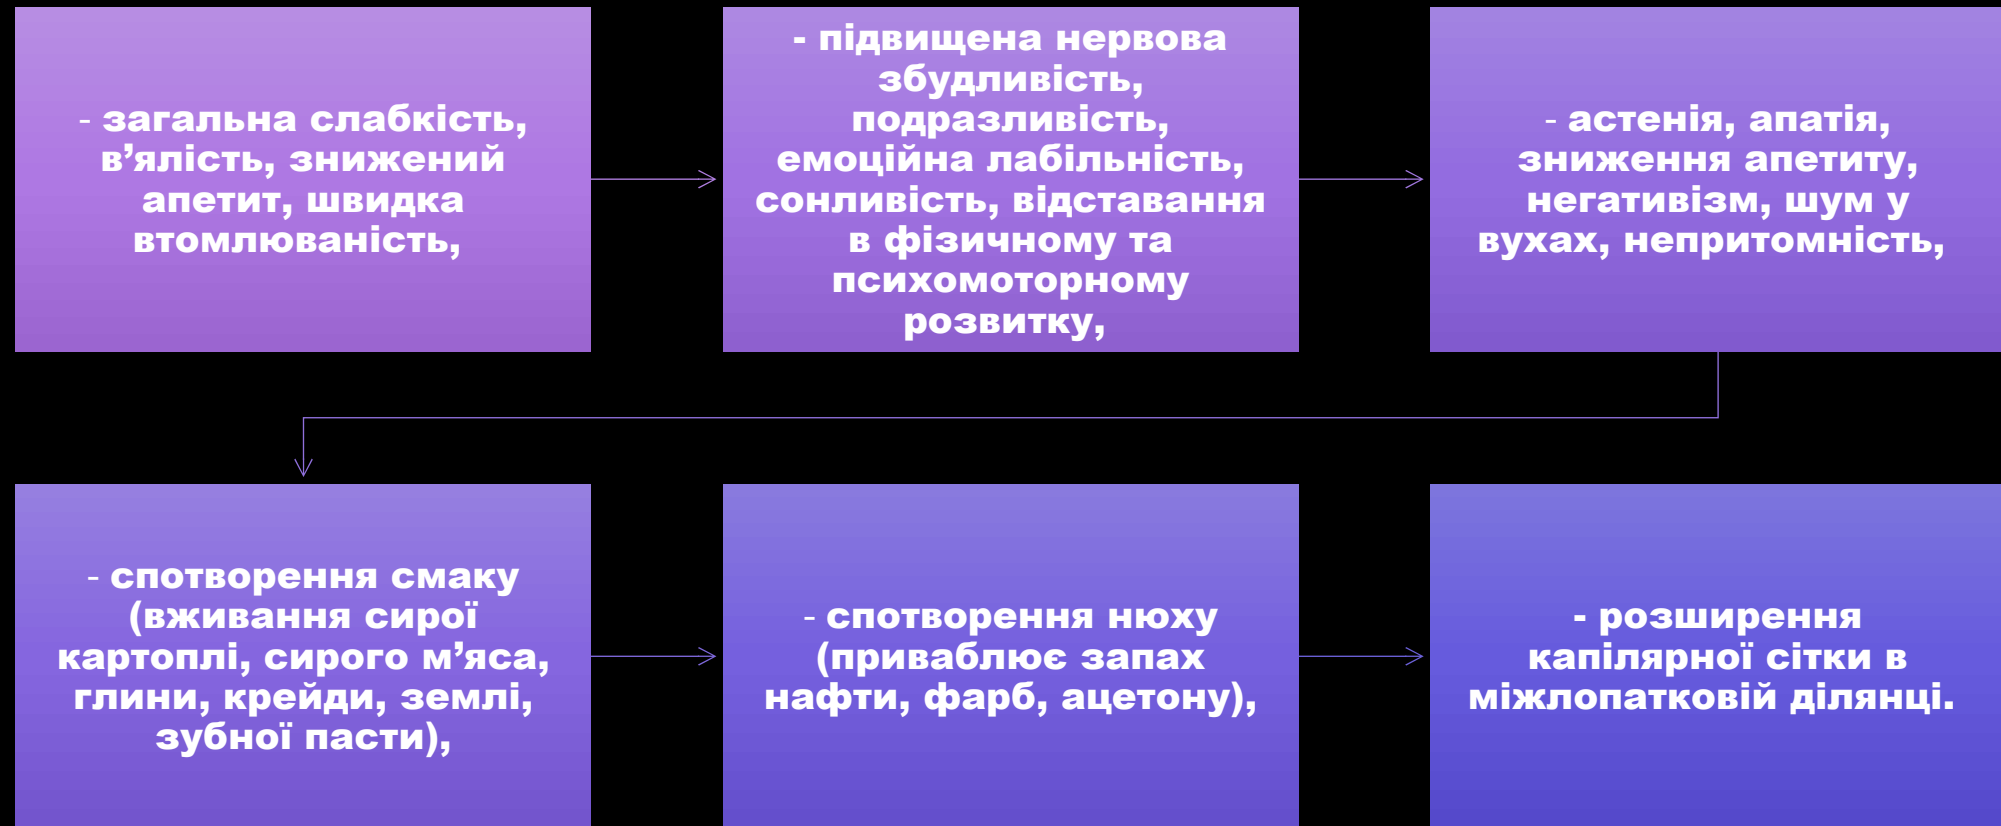 - загальна слабкість,
в’ялість, знижений
апетит, швидка
втомлюваність,
- підвищена нервова
збудливість,
подразливість,
емоційна лабільність,
сонливість, відставання
в фізичному та
психомоторному
розвитку,
- астенія, апатія,
зниження апетиту,
негативізм, шум у
вухах, непритомність,
- спотворення смаку
(вживання сирої
картоплі, сирого м’яса,
глини, крейди, землі,
зубної пасти),
- спотворення нюху
(приваблює запах
нафти, фарб, ацетону),
- розширення
капілярної сітки в
міжлопатковій ділянці.